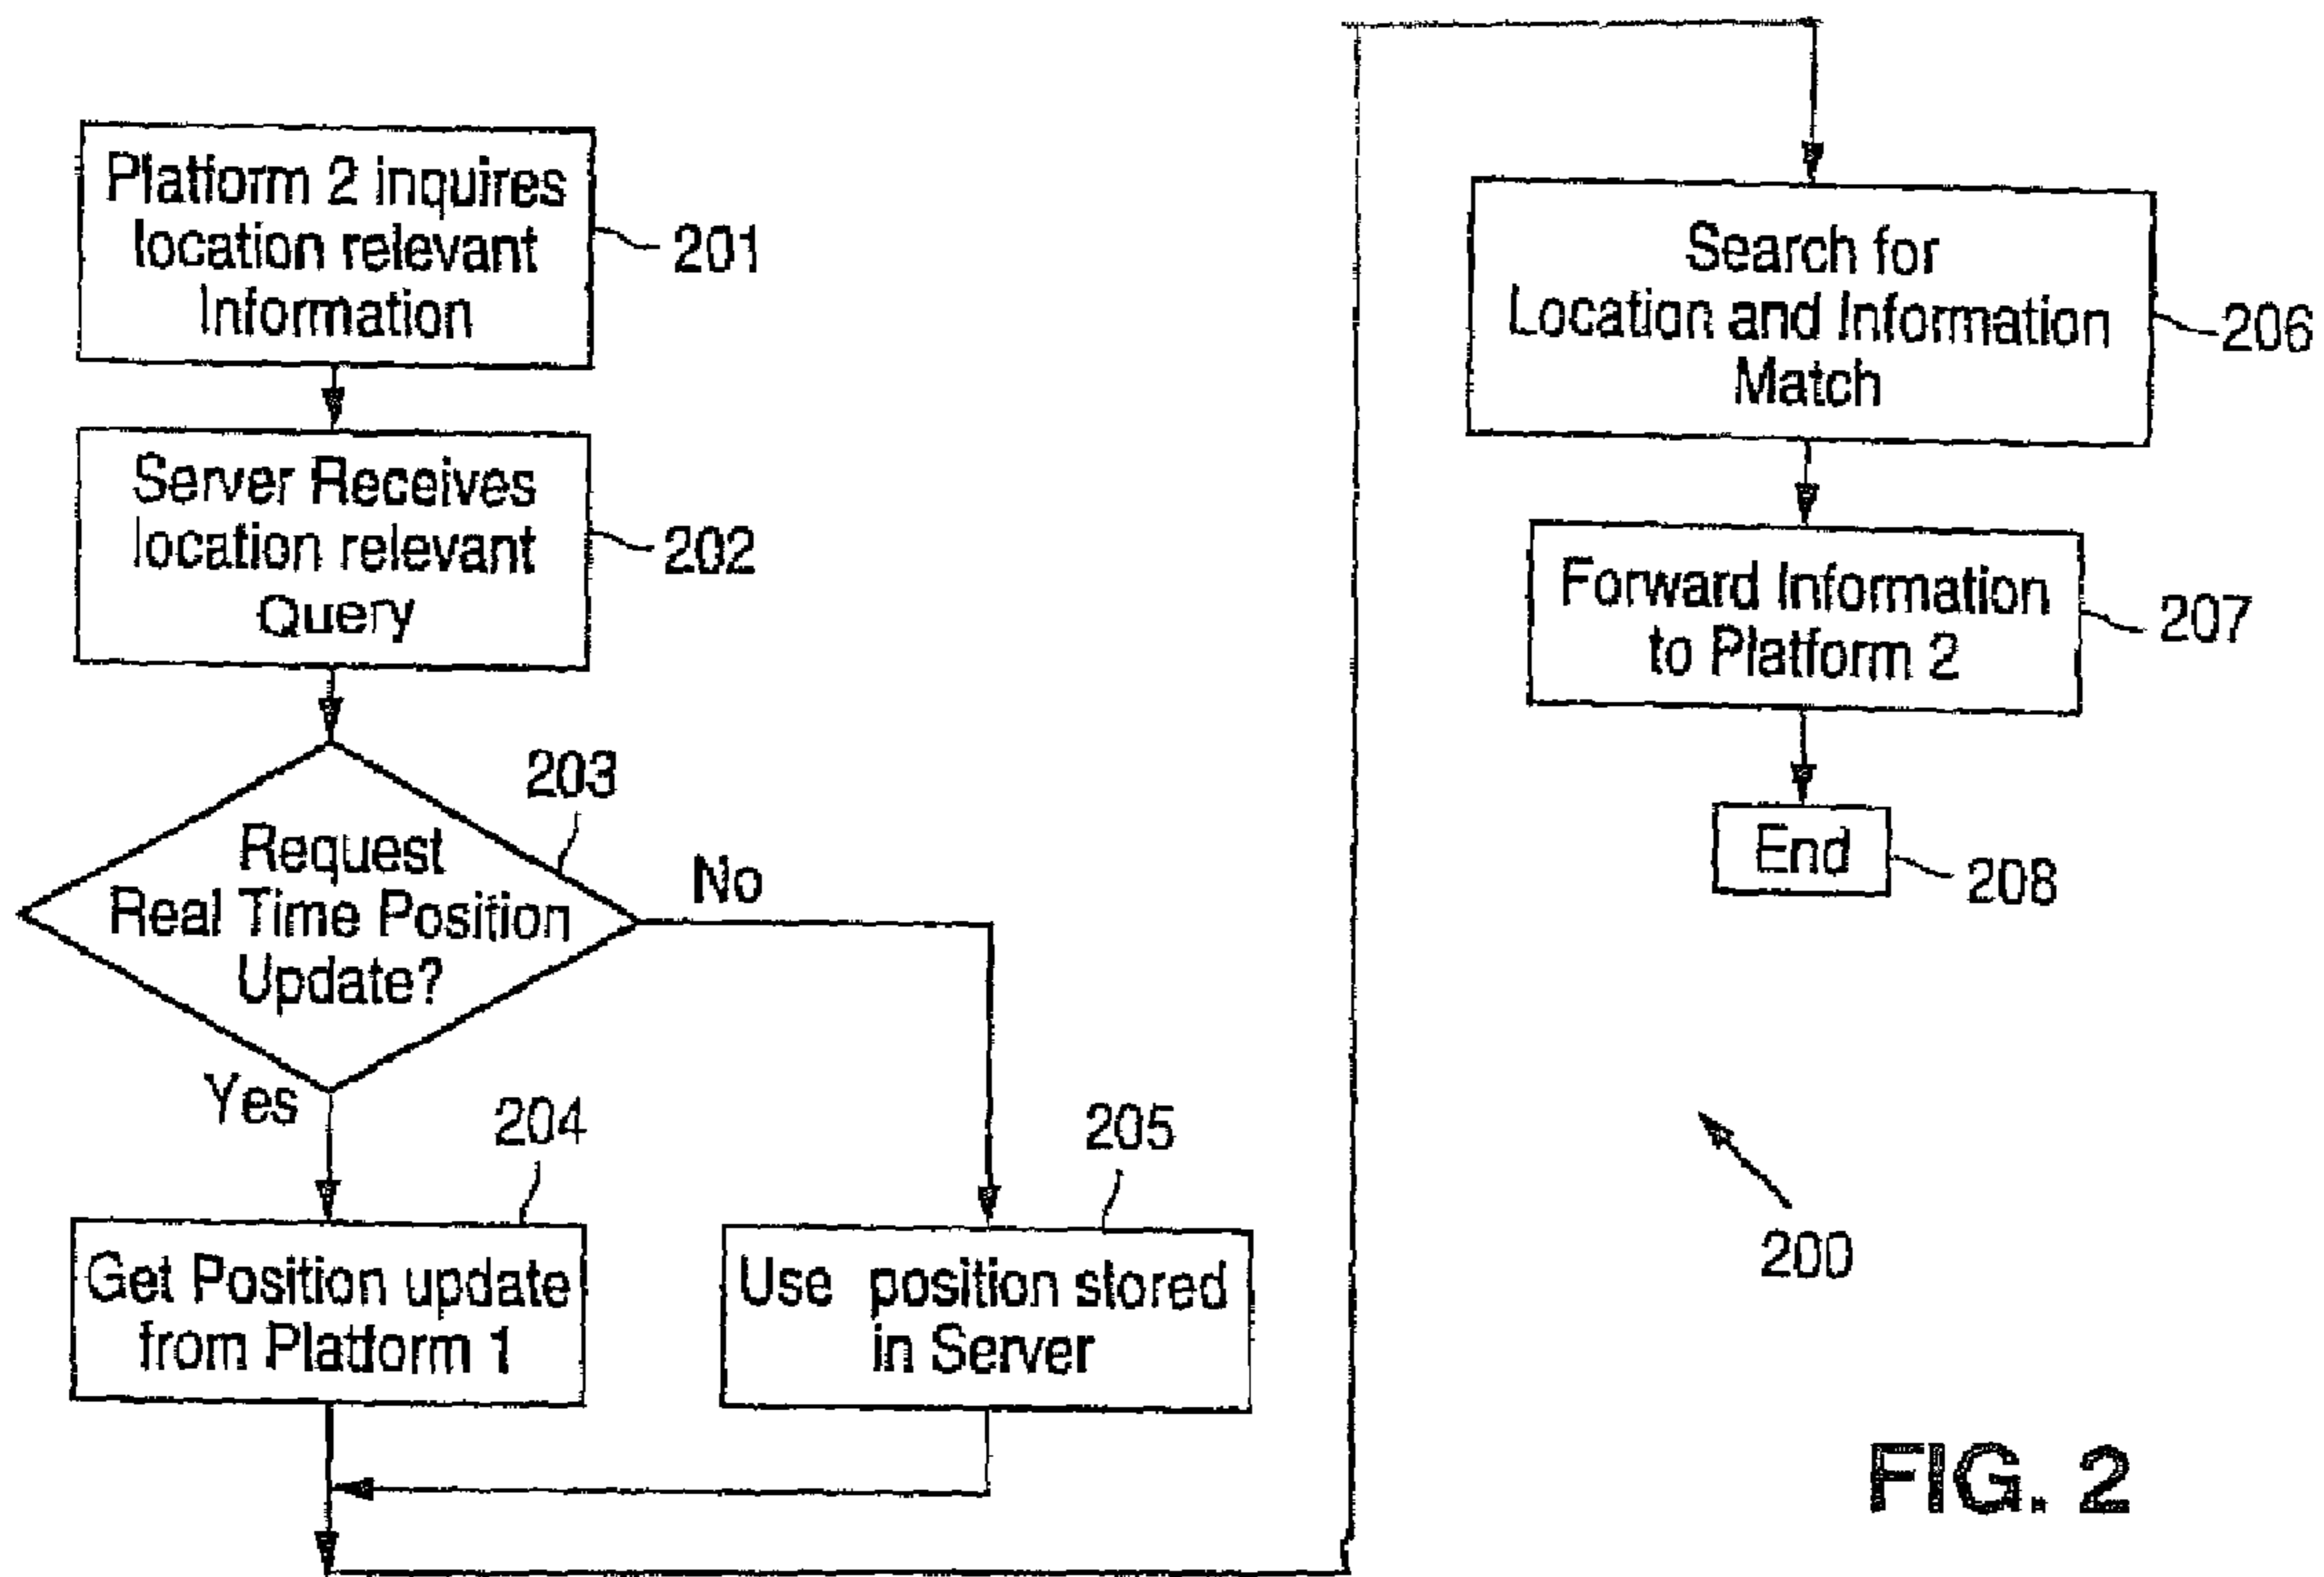 Platform 2 inquires
location relevant
Information
201
Server Receives
location relevant
Query
202
203
Request
Real Time Position
Update?
No
Yes
204
Get Position update
from Platform 1
205
Use position stored
in Server
Search for
Location and Information
Match
206
Forward Information
to Platform 2
207
End
208
200
FIG. 2